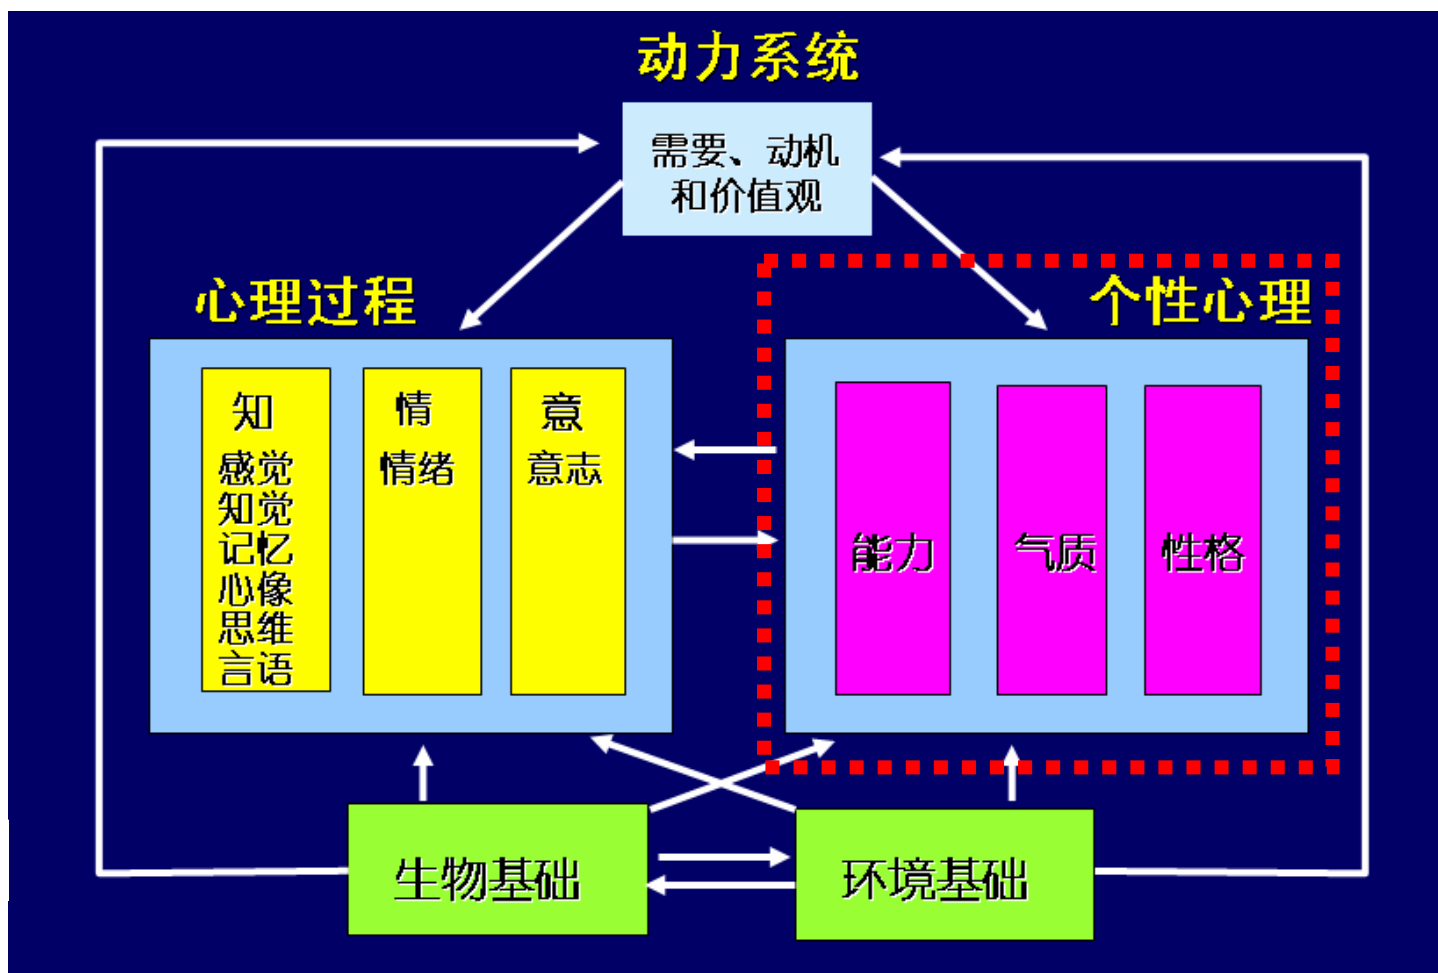 动力系统
需要、动机
和价值观
心理过程
个性心理
知
感觉
知觉
记忆
心像
思维
言语
情
情绪
意
意志
能力
气质
性格
生物基础
环境基础